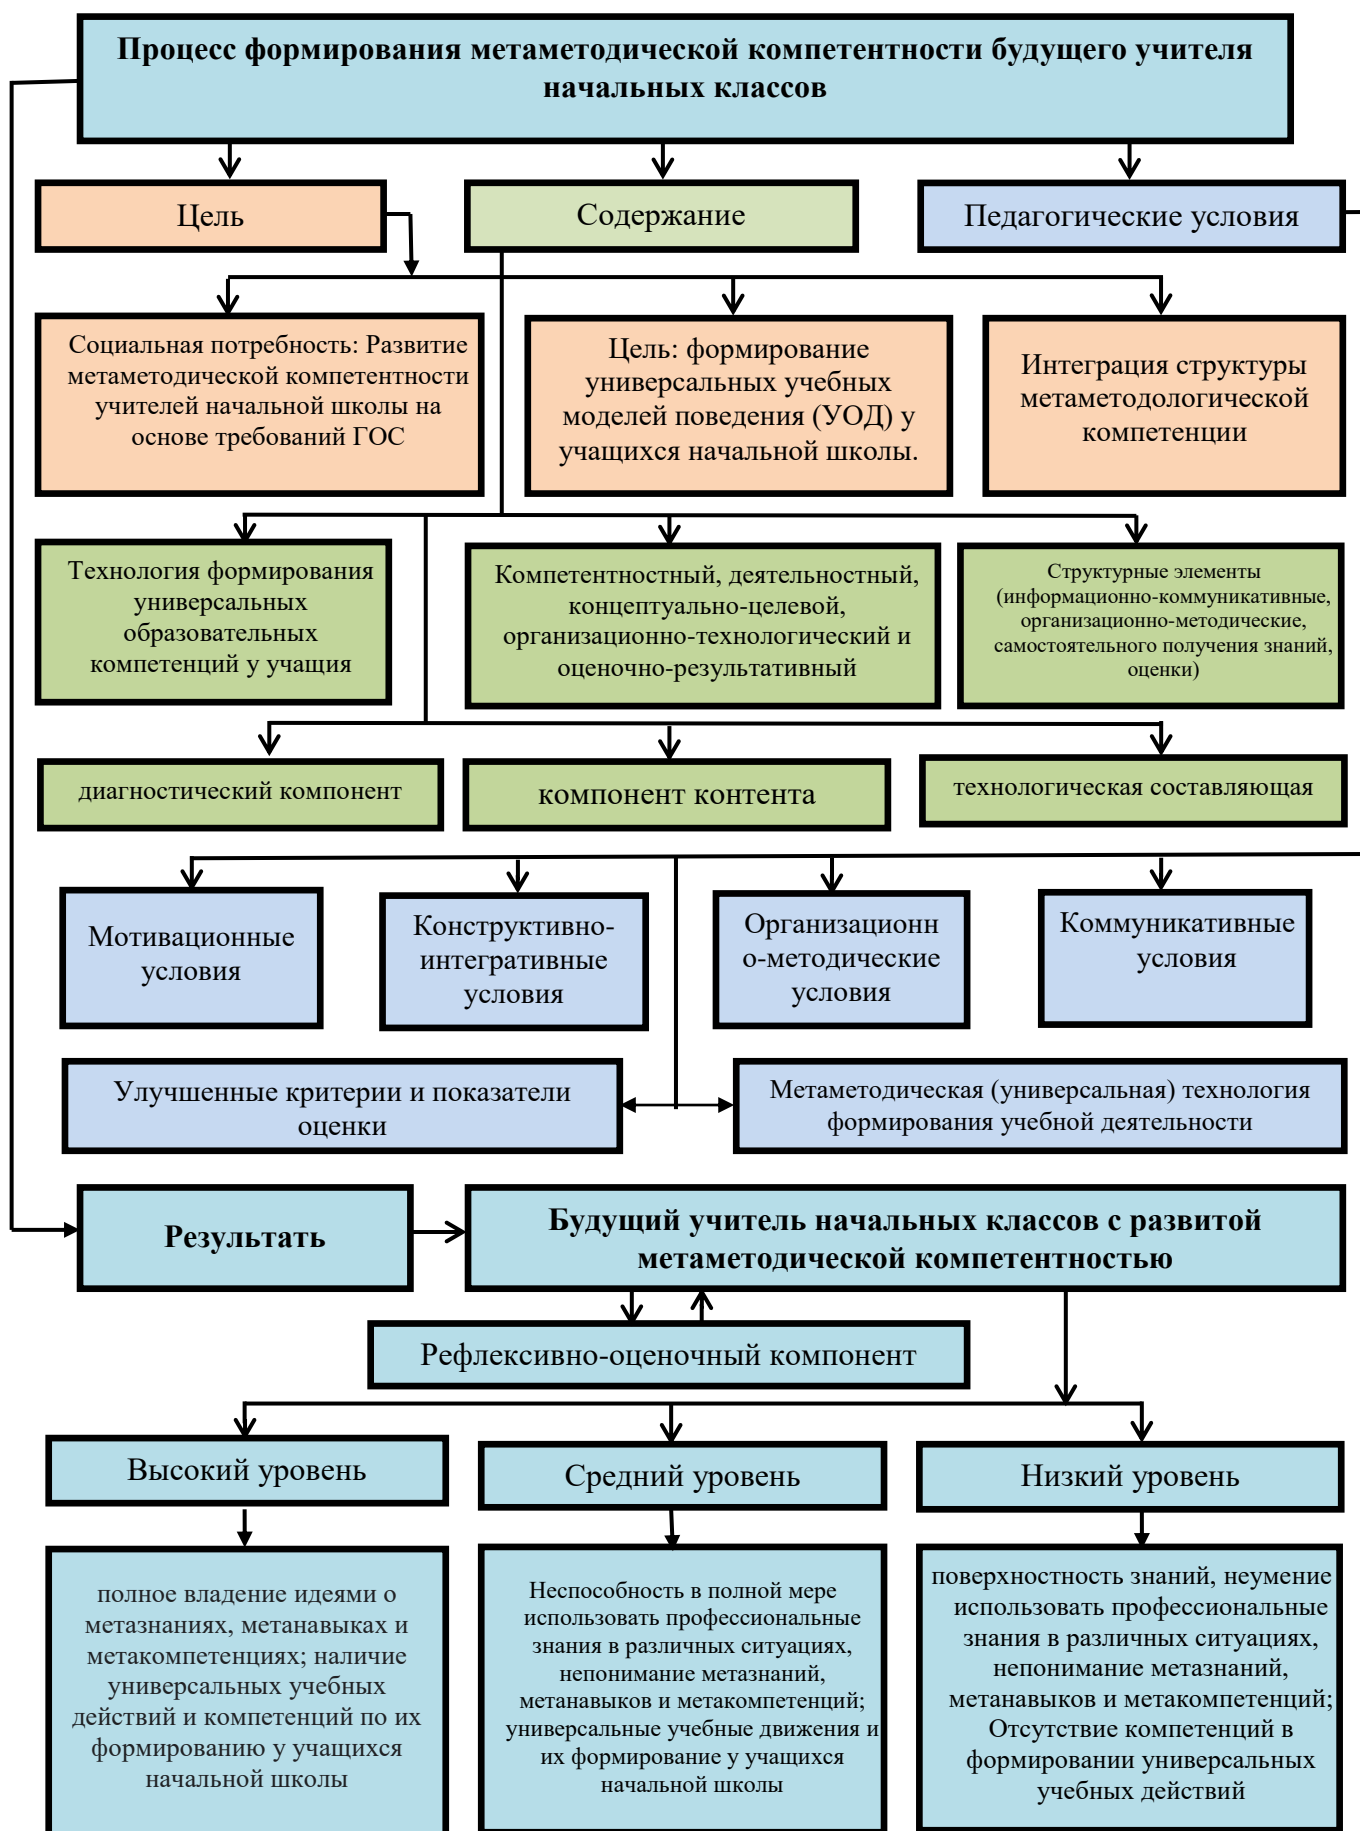 Процесс формирования метаметодической компетентности будущего учителя
начальных классов
Цель
Содержание
Педагогические условия
Социальная потребность: Развитие
метаметодической компетентности
учителей начальной школы на
основе требований ГОС
Цель: формирование
универсальных учебных
моделей поведения (УОД) у
учащихся начальной школы.
Интеграция структуры
метаметодологической
компетенции
Технология формирования
универсальных
образовательных
компетенций у учащия
Компетентностный, деятельностный,
концептуально-целевой,
организационно-технологический и
оценочно-результативный
Структурные элементы
(информационно-коммуникативные,
организационно-методические,
самостоятельного получения знаний,
оценки)
диагностический компонент
компонент контента
технологическая составляющая
Мотивационные
условия
Конструктивно-
интегративные
условия
Организационн
о-методические
условия
Коммуникативные
условия
Улучшенные критерии и показатели
оценки
Метаметодическая (универсальная) технология
формирования учебной деятельности
Результать
Будущий учитель начальных классов с развитой
метаметодической компетентностью
Рефлексивно-оценочный компонент
Высокий уровень
Средний уровень
Низкий уровень
полное владение идеями о
метазнаниях, метанавыках и
метакомпетенциях; наличие
универсальных учебных
действий и компетенций по их
формированию у учащихся
начальной школы
Неспособность в полной мере
использовать профессиональные
знания в различных ситуациях,
непонимание метазнаний,
метанавыков и метакомпетенций;
универсальные учебные движения и
их формирование у учащихся
начальной школы
поверхностность знаний, неумение
использовать профессиональные
знания в различных ситуациях,
непонимание метазнаний,
метанавыков и метакомпетенций;
Отсутствие компетенций в
формировании универсальных
учебных действий